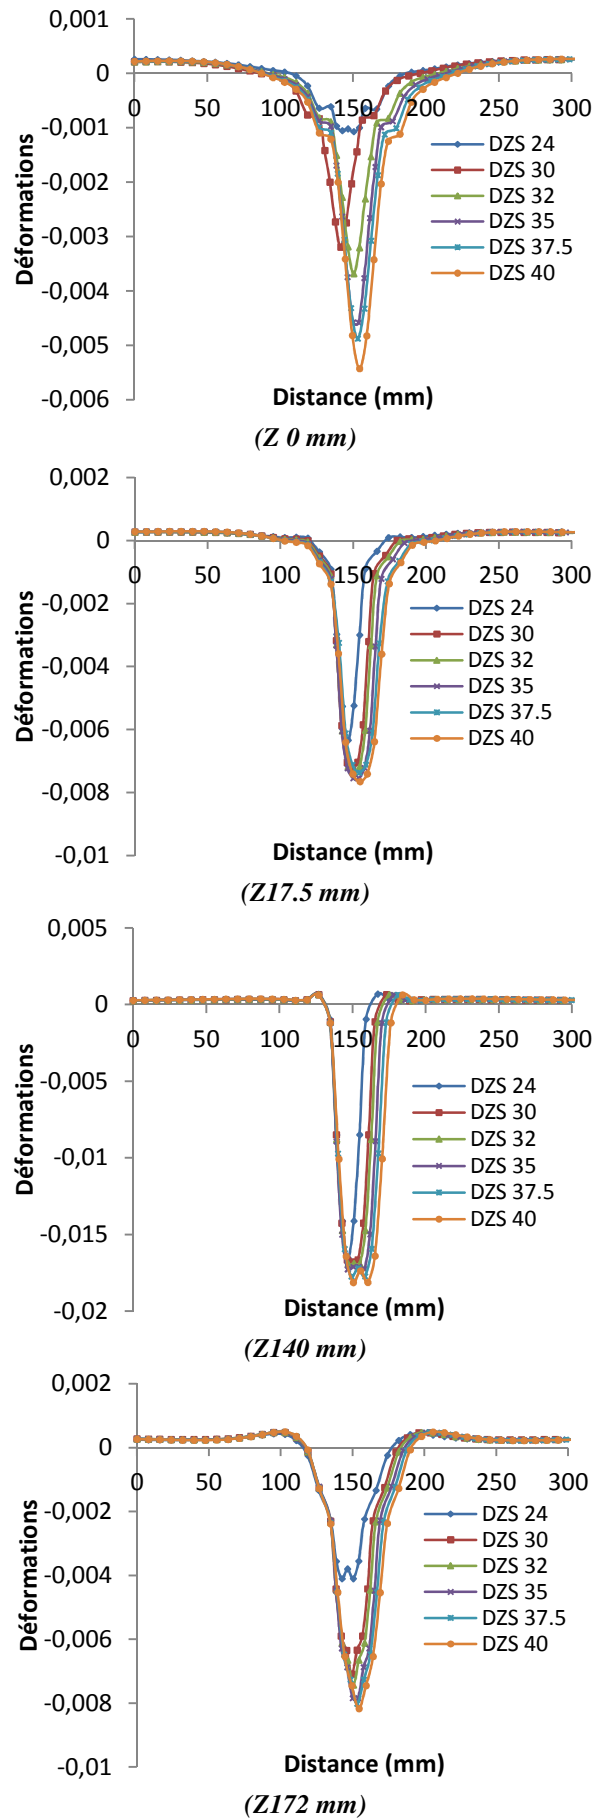 0,001
0
-0,001
-0,002
-0,003
-0,004
-0,005
-0,006
0 50 100 150 200 250 300
Déformations
DZS 24
DZS 30
DZS 32
DZS 35
DZS 37.5
DZS 40
Distance (mm)
(Z 0 mm)
0,002
0
-0,002
-0,004
-0,006
-0,008
-0,01
0 50 100 150 200 250 300
Déformations
DZS 24
DZS 30
DZS 32
DZS 35
DZS 37.5
DZS 40
Distance (mm)
(Z17.5 mm)
0,005
0
-0,005
-0,01
-0,015
-0,02
0 50 100 150 200 250 300
Déformations
DZS 24
DZS 30
DZS 32
DZS 35
DZS 37.5
DZS 40
Distance (mm)
(Z140 mm)
0,002
0
-0,002
-0,004
-0,006
-0,008
-0,01
0 50 100 150 200 250 300
Déformations
DZS 24
DZS 30
DZS 32
DZS 35
DZS 37.5
DZS 40
Distance (mm)
(Z172 mm)